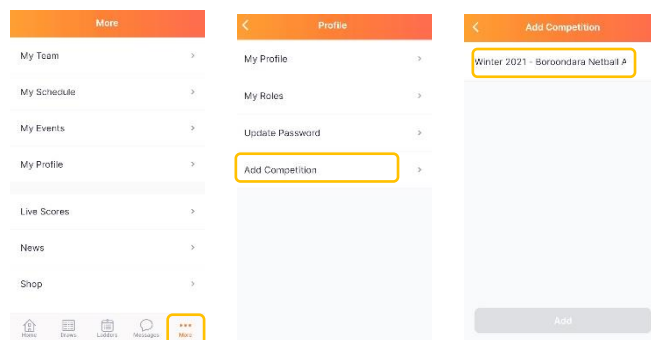 More
My Team
My Schedule
My Events
My Profile
Live Scores
News
Shop
Home Draws Ladders Messages More
Profile
My Profile
My Roles
Update Password
Add Competition
Add Competition
Winter 2021 - Boroondara Netball A
Add